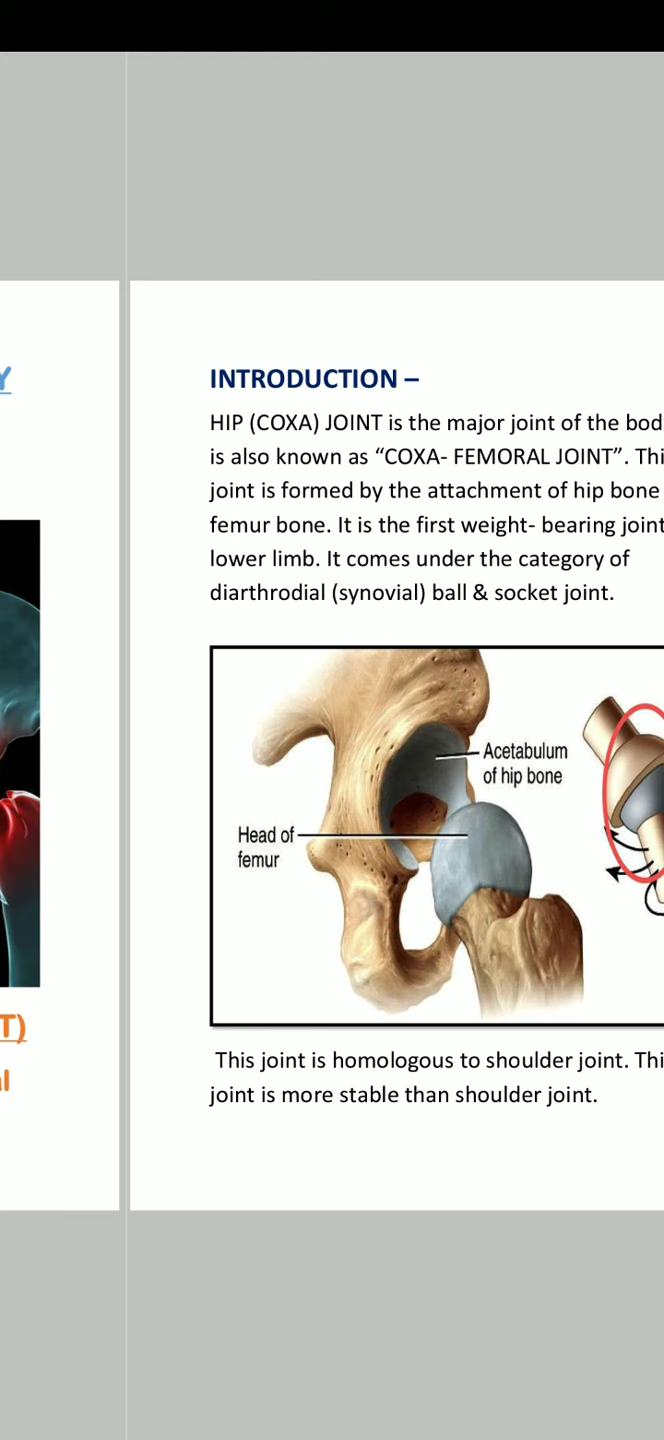 Y
INTRODUCTION –
HIP (COXA) JOINT is the major joint of the bod
is also known as “COXA- FEMORAL JOINT”. Thi
joint is formed by the attachment of hip bone
femur bone. It is the first weight- bearing joint
lower limb. It comes under the category of
diarthrodial (synovial) ball & socket joint.
Acetabulum
of hip bone
Head of
femur
T)
al
This joint is homologous to shoulder joint. Thi
joint is more stable than shoulder joint.